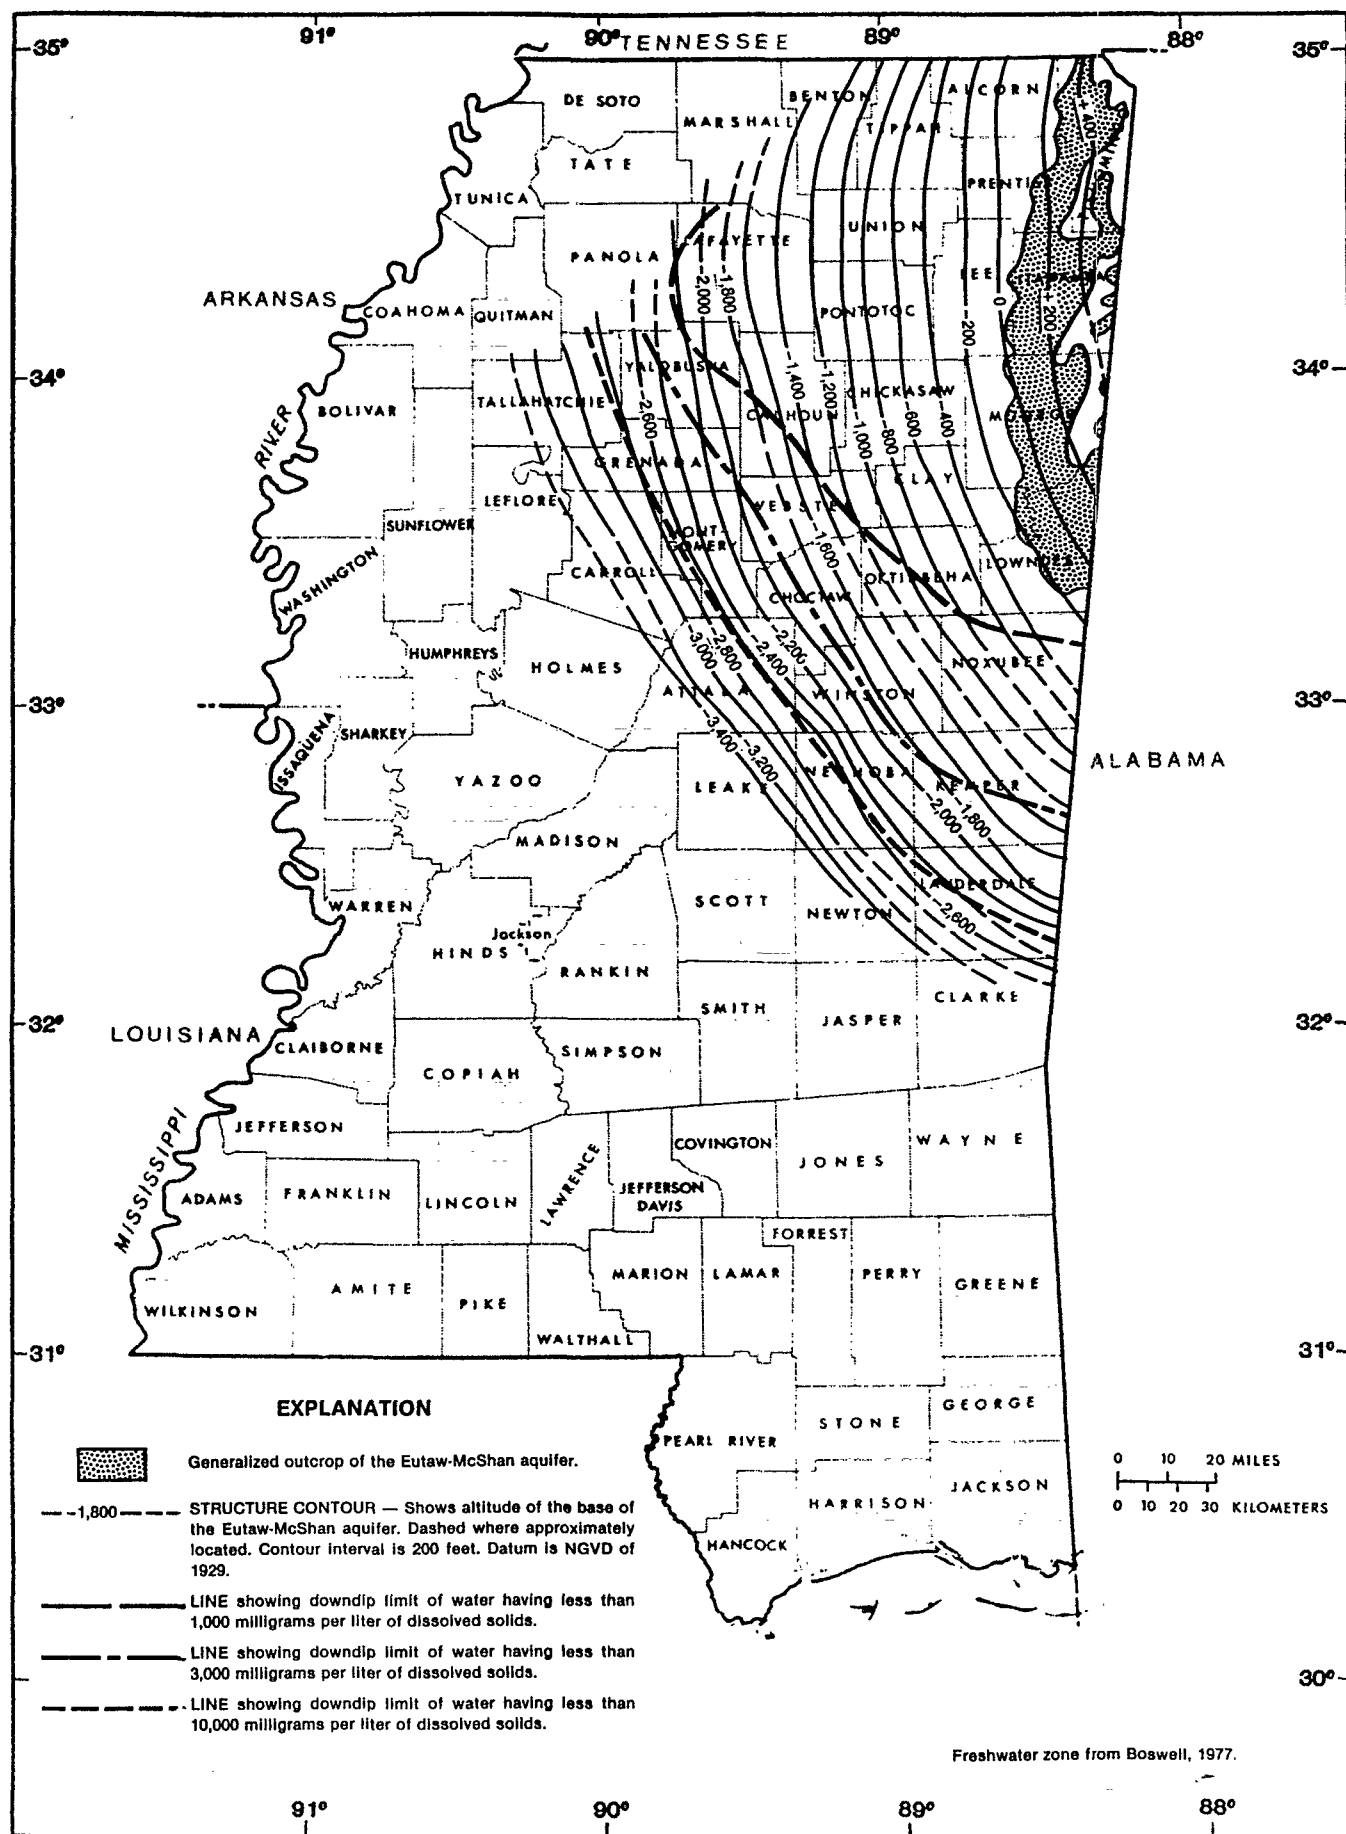 91° 90° 89° 88°
TENNESSEE
35° 35°
DE SOTO
MARSHALL
BENTON
TIPPAH
ALCORN
+400
TATE
PRENTISS
TUNICA
PANOLA
LAFAYETTE
UNION
LEE
ARKANSAS
COAHOMA
QUITMAN
-2,000
-1,800
PONTOTOC
-200
0
+200
34° 34°
YALOBUSHA
BOLIVAR
TALLAHATCHIE
-2,600
CALHOUN
-1,400
-1,200
CHICKASAW
-1,000
-800
-600
-400
MONROE
RIVER
GRENADA
CLAY
LEFLORE
WEBSTER
SUNFLOWER
MONT-
GOMERY
-1,600
WASHINGTON
CARROLL
CHOCTAW
OKTIBBEHA
LOWNDES
HUMPHREYS
HOLMES
-3,000
-2,800
-2,400
-2,200
NOXUBEE
ATTALA
WINSTON
33° 33°
ISSAQUENA
SHARKEY
-3,400
-3,200
ALABAMA
YAZOO
LEAKE
NESHOBA
KEMPER
-2,000
-1,800
MADISON
WARREN
SCOTT
NEWTON
LAUDERDALE
-2,600
Jackson
HINDS
RANKIN
SMITH
JASPER
CLARKE
32° 32°
LOUISIANA
CLAIBORNE
COPIAH
SIMPSON
MISSISSIPPI
JEFFERSON
LAWRENCE
COVINGTON
JONES
WAYNE
ADAMS
FRANKLIN
LINCOLN
JEFFERSON
DAVIS
FORREST
WILKINSON
AMITE
PIKE
WALTHALL
MARION
LAMAR
PERRY
GREENE
31° 31°
EXPLANATION
Generalized outcrop of the Eutaw-McShan aquifer.
-1,800 STRUCTURE CONTOUR — Shows altitude of the base of
the Eutaw-McShan aquifer. Dashed where approximately
located. Contour interval is 200 feet. Datum is NGVD of
1929.
LINE showing downdip limit of water having less than
1,000 milligrams per liter of dissolved solids.
LINE showing downdip limit of water having less than
3,000 milligrams per liter of dissolved solids.
LINE showing downdip limit of water having less than
10,000 milligrams per liter of dissolved solids.
PEARL RIVER
STONE
GEORGE
HARRISON
JACKSON
HANCOCK
0 10 20 MILES
0 10 20 30 KILOMETERS
30°
Freshwater zone from Boswell, 1977.
91° 90° 89° 88°